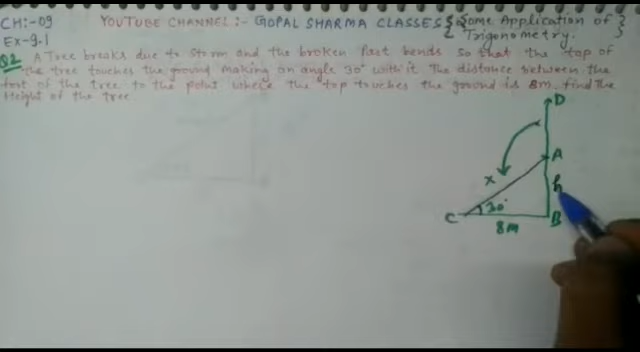 CH:-09 YOUTUBE CHANNEL:- GOPAL SHARMA CLASSES { Some Application of }
Ex-9.1 { Trigonometry. }
Q2 A Tree breaks due to Storm and the broken Part bends so that the top of
the tree touches the ground making an angle 30° with it. The distance between the
foot of the tree to the point where the top touches the ground is 8m. find The
Height of the tree
D
A
x
h
30°
C
B
8m